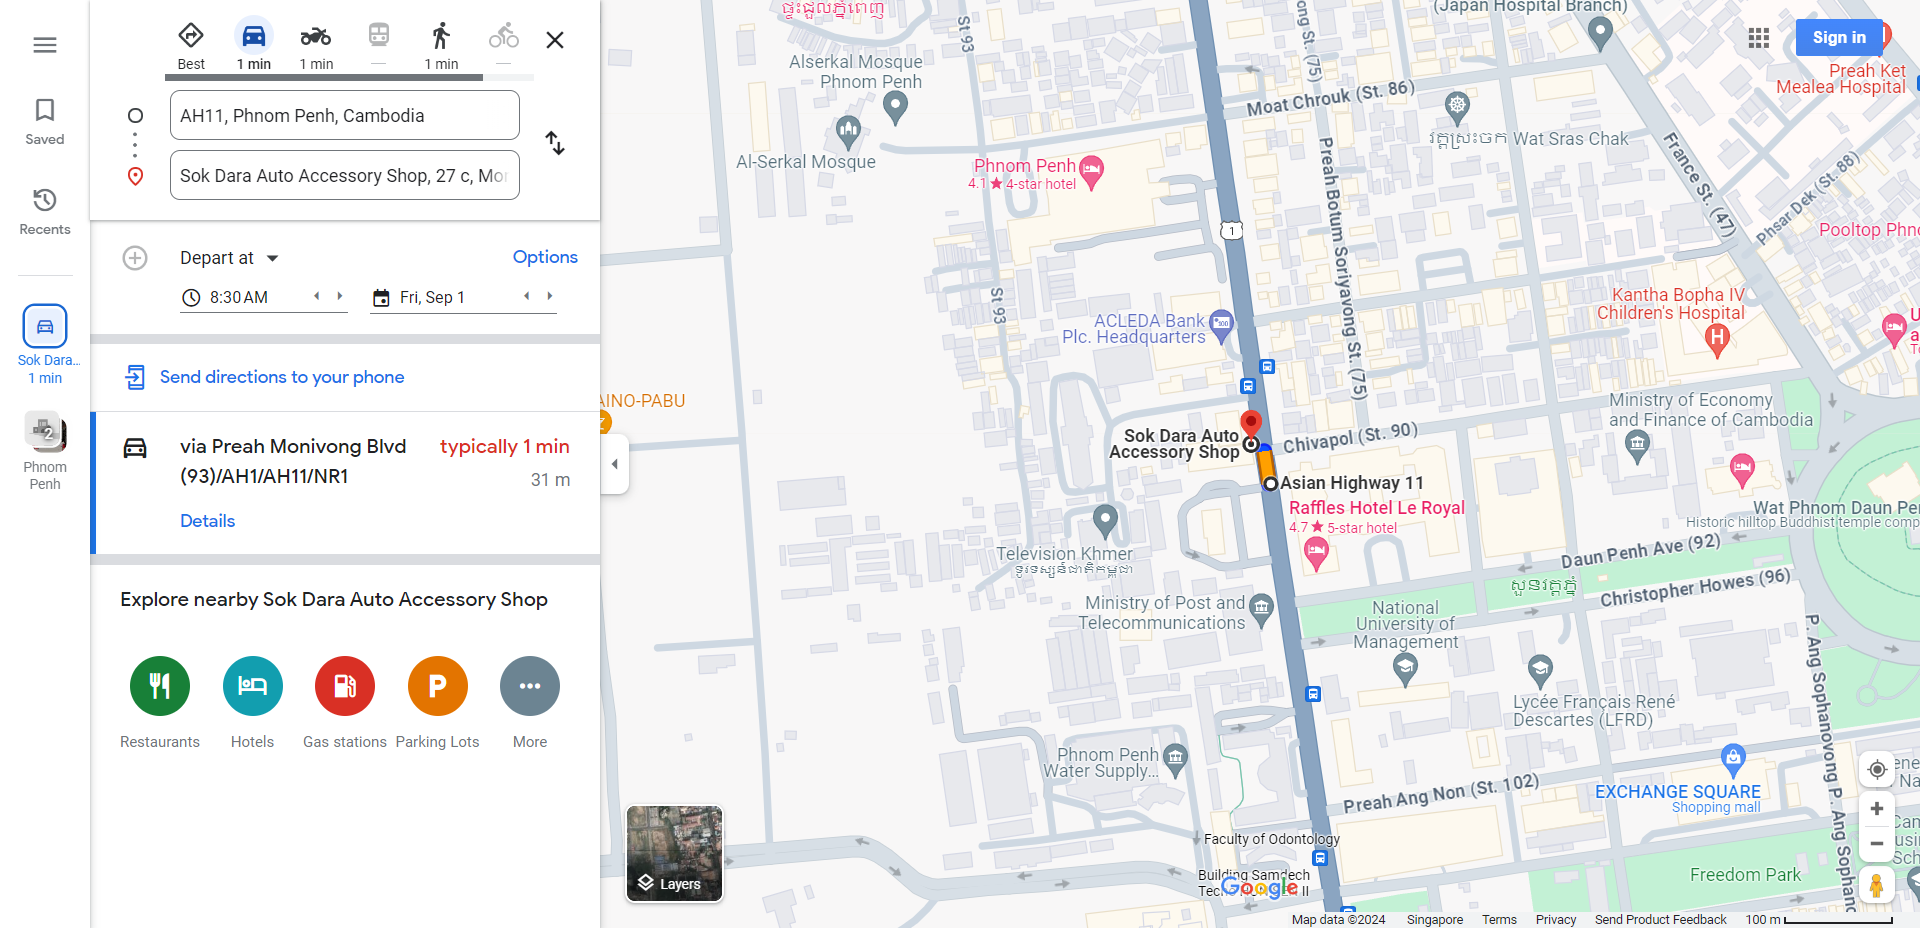 Saved
Recents
Sok Dara...
1 min
2
Phnom
Penh
Best
1 min
1 min
—
1 min
—
AH11, Phnom Penh, Cambodia
Sok Dara Auto Accessory Shop, 27 c, Mor
Depart at
Options
8:30 AM
Fri, Sep 1
Send directions to your phone
via Preah Monivong Blvd
(93)/AH1/AH11/NR1
typically 1 min
31 m
Details
Explore nearby Sok Dara Auto Accessory Shop
Restaurants
Hotels
Gas stations
Parking Lots
More
P
Layers
AINO-PABU
ផ្ទះជួលភ្នំពេញ
Alserkal Mosque
Phnom Penh
Al-Serkal Mosque
St 93
St 93
Phnom Penh
4.1★ 4-star hotel
1
ong St. (75)
(Japan Hospital Branch)
Moat Chrouk (St. 86)
វត្តស្រះចក Wat Sras Chak
Preah Botum Soriyavong St. (75)
France St. (47)
Phsar Dek (St. 88)
Sign in
Preah Ket
Mealea Hospital
Pooltop Phno
Kantha Bopha IV
Children's Hospital
H
ACLEDA Bank
Plc. Headquarters
Ministry of Economy
and Finance of Cambodia
Sok Dara Auto
Accessory Shop
Chivapol (St. 90)
Asian Highway 11
Raffles Hotel Le Royal
4.7★ 5-star hotel
Wat Phnom Daun Pe
Historic hilltop Buddhist temple comp
Television Khmer
ទូរទស្សន៍ជាតិកម្ពុជា
Daun Penh Ave (92)
សួនវត្តភ្នំ
Christopher Howes (96)
Ministry of Post and
Telecommunications
National
University of
Management
Lycée Français René
Descartes (LFRD)
P. Ang Sophanovong P. Ang Sophanc
Phnom Penh
Water Supply...
Preah Ang Non (St. 102)
EXCHANGE SQUARE
Shopping mall
Faculty of Odontology
Building Samdech
Freedom Park
Google
Map data ©2024
Singapore
Terms
Privacy
Send Product Feedback
100 m